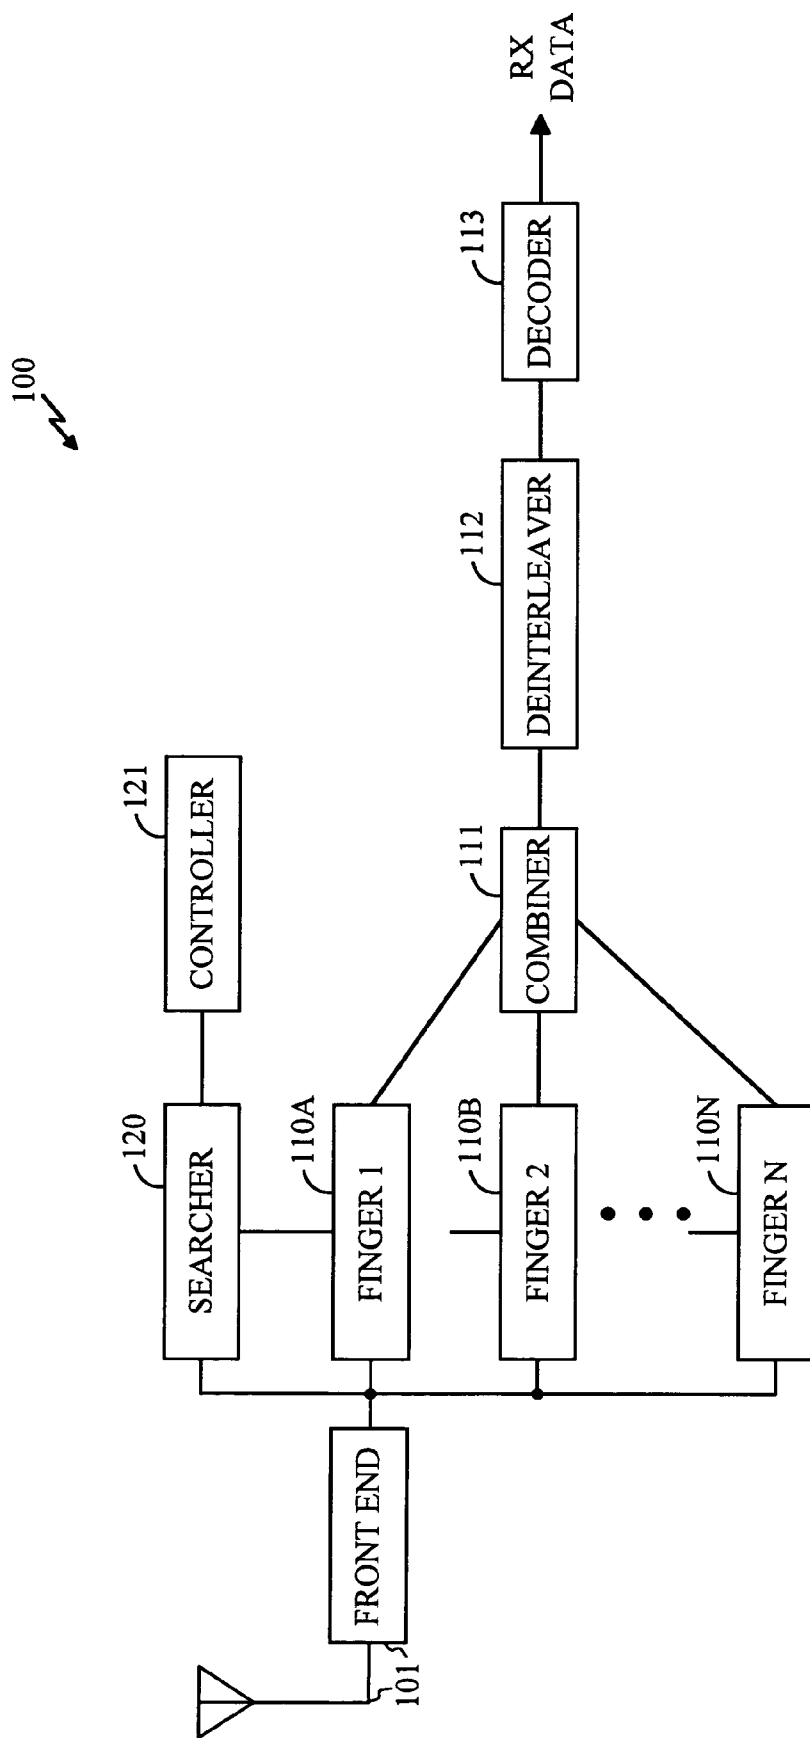 100
120
SEARCHER
121
CONTROLLER
101
FRONT END
110A
FINGER 1
110B
FINGER 2
110N
FINGER N
111
COMBINER
112
DEINTERLEAVER
113
DECODER
RX
DATA